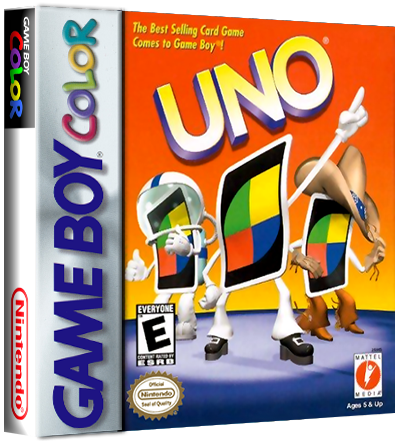 GAME BOY
COLOR
Nintendo
GAME BOY COLOR
The Best Selling Card Game
Comes to Game Boy®!
UNO®
EVERYONE
E
CONTENT RATED BY
ESRB
Official
Nintendo
Seal of Quality
MATTEL
MEDIA
Ages 5 & Up